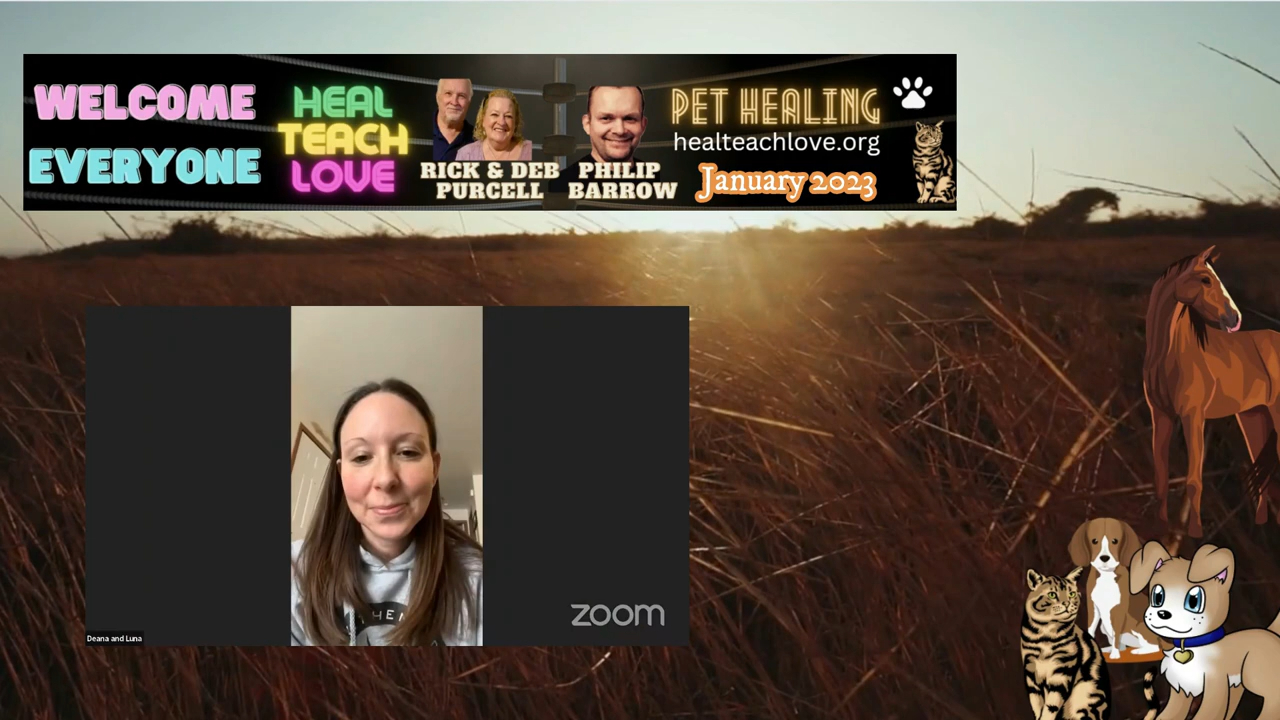 WELCOME
EVERYONE
HEAL
TEACH
LOVE
RICK & DEB
PURCELL
PHILIP
BARROW
PET HEALING
healteachlove.org
January 2023
zoom
Deana and Luna